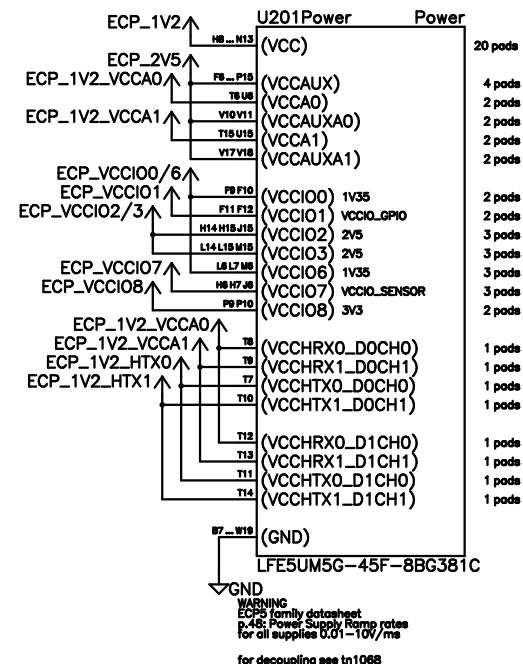 U201Power Power
ECP_1V2
H8 ... N13 (VCC) 20 pads
ECP_2V5
F6 ... P15 (VCCAUX) 4 pads
ECP_1V2_VCCA0
T6 U6 (VCCA0) 2 pads
V10 V11 (VCCAUXA0) 2 pads
ECP_1V2_VCCA1
T15 U15 (VCCA1) 2 pads
V17 V18 (VCCAUXA1) 2 pads
ECP_VCCIO0/6
F9 F10 (VCCIO0) 1V35 2 pads
ECP_VCCIO1
F11 F12 (VCCIO1) VCCIO_GPIO 2 pads
ECP_VCCIO2/3
H14 H15 J15 (VCCIO2) 2V5 3 pads
L14 L15 M15 (VCCIO3) 2V5 3 pads
L6 L7 M6 (VCCIO6) 1V35 3 pads
ECP_VCCIO7
H6 H7 J6 (VCCIO7) VCCIO_SENSOR 3 pads
ECP_VCCIO8
P9 P10 (VCCIO8) 3V3 2 pads
ECP_1V2_VCCA0
T8 (VCCHRX0_D0CH0) 1 pads
ECP_1V2_VCCA1
T9 (VCCHRX1_D0CH1) 1 pads
ECP_1V2_HTX0
T7 (VCCHTX0_D0CH0) 1 pads
ECP_1V2_HTX1
T10 (VCCHTX1_D0CH1) 1 pads
T12 (VCCHRX0_D1CH0) 1 pads
T13 (VCCHRX1_D1CH1) 1 pads
T11 (VCCHTX0_D1CH0) 1 pads
T14 (VCCHTX1_D1CH1) 1 pads
B7 ... W19 (GND)
LFE5UM5G-45F-8BG381C
GND
WARNING
ECP5 family datasheet
p.48: Power Supply Ramp rates
for all supplies 0.01-10V/ms
for decoupling see tn1068